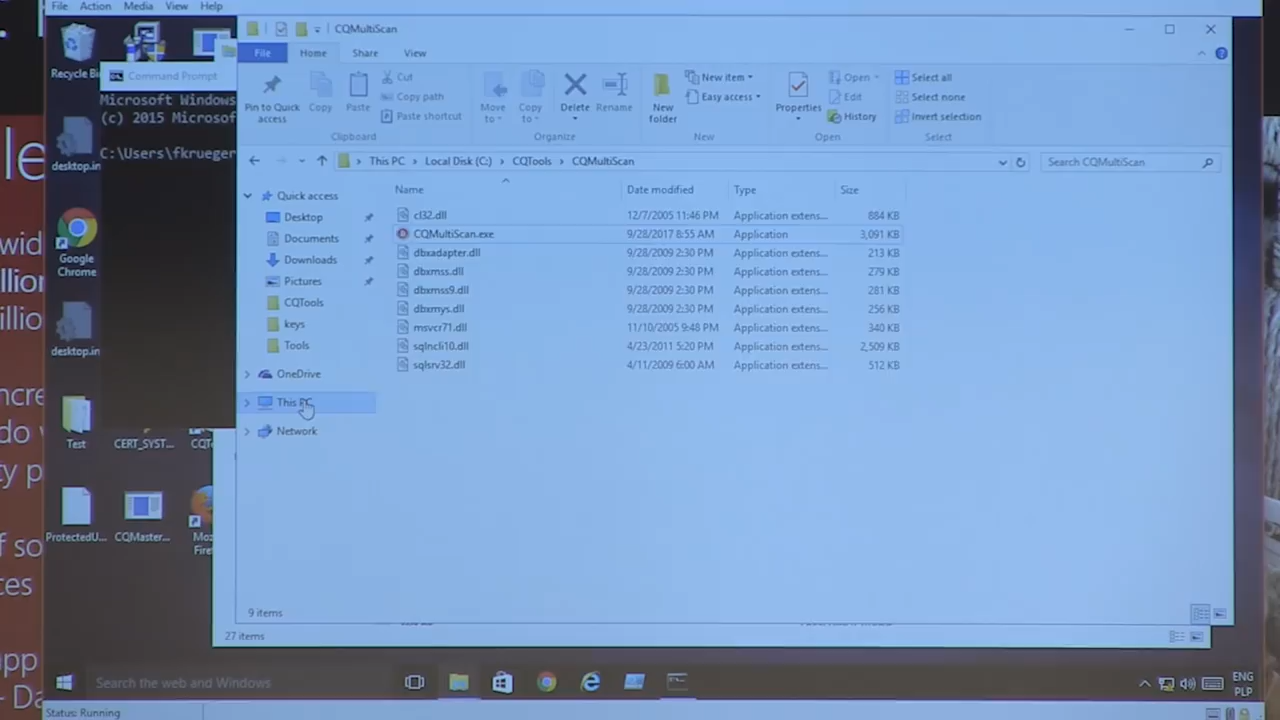 File Action Media View Help
CQMultiScan
File Home Share View
Pin to Quick access
Copy
Paste
Cut
Copy path
Paste shortcut
Clipboard
Move to
Copy to
Delete
Rename
Organize
New folder
New item
Easy access
New
Properties
Open
Edit
History
Open
Select all
Select none
Invert selection
Select
This PC > Local Disk (C:) > CQTools > CQMultiScan
Search CQMultiScan
Name Date modified Type Size
cl32.dll 12/7/2005 11:46 PM Application extens... 884 KB
CQMultiScan.exe 9/28/2017 8:55 AM Application 3,091 KB
dbxadapter.dll 9/28/2009 2:30 PM Application extens... 213 KB
dbxmss.dll 9/28/2009 2:30 PM Application extens... 279 KB
dbxmss9.dll 9/28/2009 2:30 PM Application extens... 281 KB
dbxmys.dll 9/28/2009 2:30 PM Application extens... 256 KB
msvcr71.dll 11/10/2005 9:48 PM Application extens... 340 KB
sqlncli10.dll 4/23/2011 5:20 PM Application extens... 2,509 KB
sqlsrv32.dll 4/11/2009 6:00 AM Application extens... 512 KB
Quick access
Desktop
Documents
Downloads
Pictures
CQTools
keys
Tools
OneDrive
This PC
Network
9 items
27 items
Recycle Bi
Command Prompt
Microsoft Windows
(c) 2015 Microsof
C:\Users\fkrueger
desktop.in
Google Chrome
desktop.in
Test
CERT_SYST...
CQTo
ProtectedU...
CQMaster...
Moz
Firef
Search the web and Windows
ENG
PLP
Status: Running